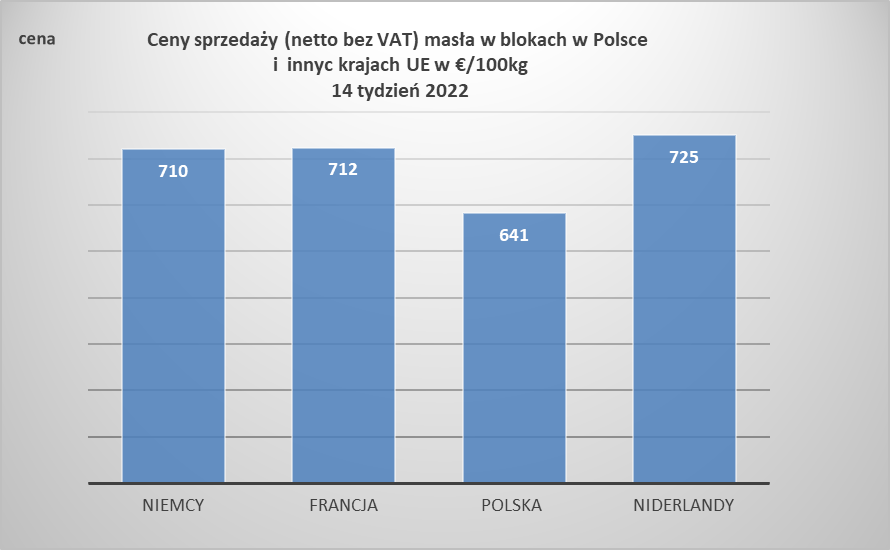 cena
Ceny sprzedaży (netto bez VAT) masła w blokach w Polsce
i innyc krajach UE w €/100kg
14 tydzień 2022
710
712
641
725
NIEMCY
FRANCJA
POLSKA
NIDERLANDY